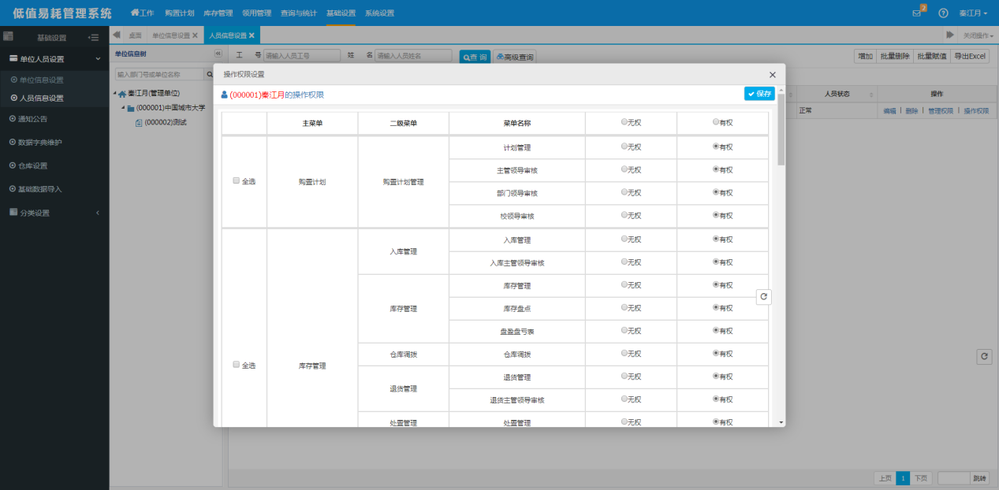 低值易耗管理系统 工作 购置计划 库存管理 领用管理 查询与统计 基础设置 系统设置 2 秦江月
基础设置 桌面 单位信息设置 人员信息设置 关闭操作
单位人员设置
单位信息设置
人员信息设置
通知公告
数据字典维护
仓库设置
基础数据导入
分类设置
单位信息树
输入部门号或单位名称
秦江月(管理单位)
(000001)中国城市大学
(000002)测试
工 号 请输入人员工号 姓 名 请输入人员姓名 查 询 高级查询 增加 批量删除 批量赋值 导出Excel
人员状态 操作
正常 编辑 | 删除 | 管理权限 | 操作权限
操作权限设置
(000001)秦江月的操作权限 保存
主菜单 二级菜单 菜单名称 无权 有权
全选 购置计划 购置计划管理
计划管理 无权 有权
主管领导审核 无权 有权
部门领导审核 无权 有权
校领导审核 无权 有权
全选 库存管理
入库管理
入库管理 无权 有权
入库主管领导审核 无权 有权
库存管理
库存管理 无权 有权
库存盘点 无权 有权
盘盈盘亏表 无权 有权
仓库调拨 仓库调拨 无权 有权
退货管理
退货管理 无权 有权
退货主管领导审核 无权 有权
处置管理 处置管理 无权 有权
上页 1 下页 跳转